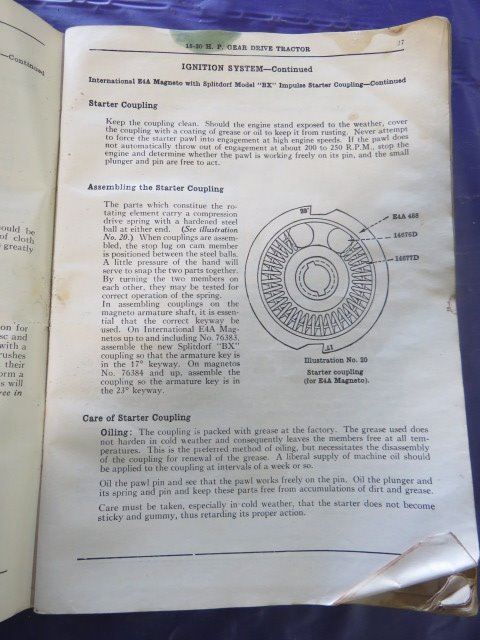 -Continued
15-30 H. P. GEAR DRIVE TRACTOR
17
IGNITION SYSTEM—Continued
International E4A Magneto with Splitdorf Model "BX" Impulse Starter Coupling—Continued
Starter Coupling
Keep the coupling clean. Should the engine stand exposed to the weather, cover
the coupling with a coating of grease or oil to keep it from rusting. Never attempt
to force the starter pawl into engagement at high engine speeds. If the pawl does
not automatically throw out of engagement at about 200 to 250 R.P.M., stop the
engine and determine whether the pawl is working freely on its pin, and the small
plunger and pin are free to act.
Assembling the Starter Coupling
The parts which constitute the ro-
tating element carry a compression
drive spring with a hardened steel
ball at either end. (See illustration
No. 20.) When couplings are assem-
bled, the stop lug on cam member
is positioned between the steel balls.
A little pressure of the hand will
serve to snap the two parts together.
By turning the two members on
each other, they may be tested for
correct operation of the spring.
In assembling couplings on the
magneto armature shaft, it is essen-
tial that the correct keyway be
used. On International E4A Mag-
netos up to and including No. 76383,
assemble the new Splitdorf "BX"
coupling so that the armature key is
in the 17° keyway. On magnetos
No. 76384 and up, assemble the
coupling so the armature key is in
the 23° keyway.
E4A 488
14676D
14677D
Illustration No. 20
Starter coupling
(for E4A Magneto).
Care of Starter Coupling
Oiling: The coupling is packed with grease at the factory. The grease used does
not harden in cold weather and consequently leaves the members free at all tem-
peratures. This is the preferred method of oiling, but necessitates the disassembly
of the coupling for renewal of the grease. A liberal supply of machine oil should
be applied to the coupling at intervals of a week or so.
Oil the pawl pin and see that the pawl works freely on the pin. Oil the plunger and
its spring and pin and keep these parts free from accumulations of dirt and grease.
Care must be taken, especially in cold weather, that the starter does not become
sticky and gummy, thus retarding its proper action.